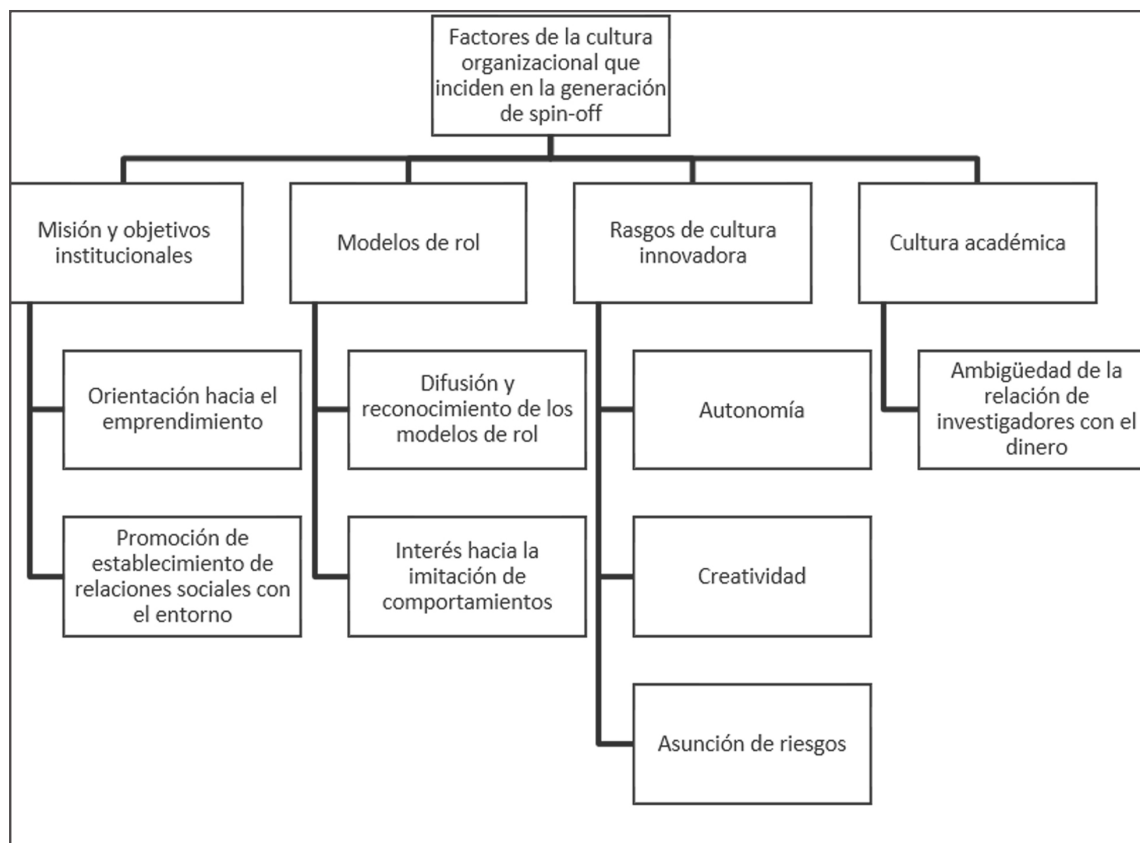 Factores de la cultura
organizacional que
inciden en la generación
de spin-off
Misión y objetivos
institucionales
Orientación hacia el
emprendimiento
Promoción de
establecimiento de
relaciones sociales con
el entorno
Modelos de rol
Difusión y
reconocimiento de los
modelos de rol
Interés hacia la
imitación de
comportamientos
Rasgos de cultura
innovadora
Autonomía
Creatividad
Asunción de riesgos
Cultura académica
Ambigüedad de la
relación de
investigadores con el
dinero